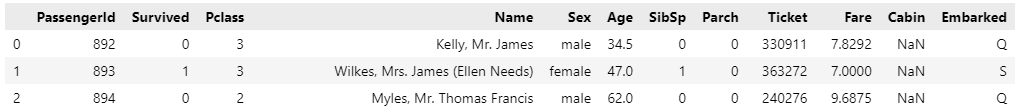 PassengerId Survived Pclass Name Sex Age SibSp Parch Ticket Fare Cabin Embarked
0 892 0 3 Kelly, Mr. James male 34.5 0 0 330911 7.8292 NaN Q
1 893 1 3 Wilkes, Mrs. James (Ellen Needs) female 47.0 1 0 363272 7.0000 NaN S
2 894 0 2 Myles, Mr. Thomas Francis male 62.0 0 0 240276 9.6875 NaN Q